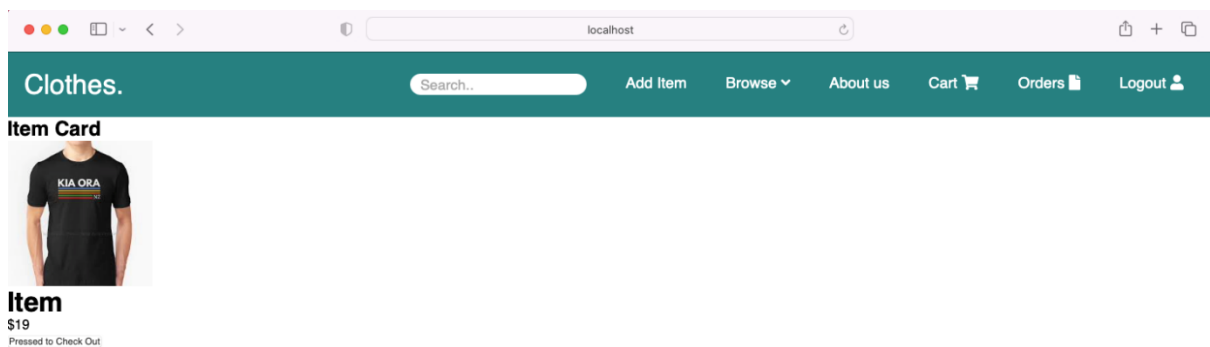 localhost
Clothes. Search.. Add Item Browse About us Cart Orders Logout
Item Card
KIA ORA
Item
$19
Pressed to Check Out